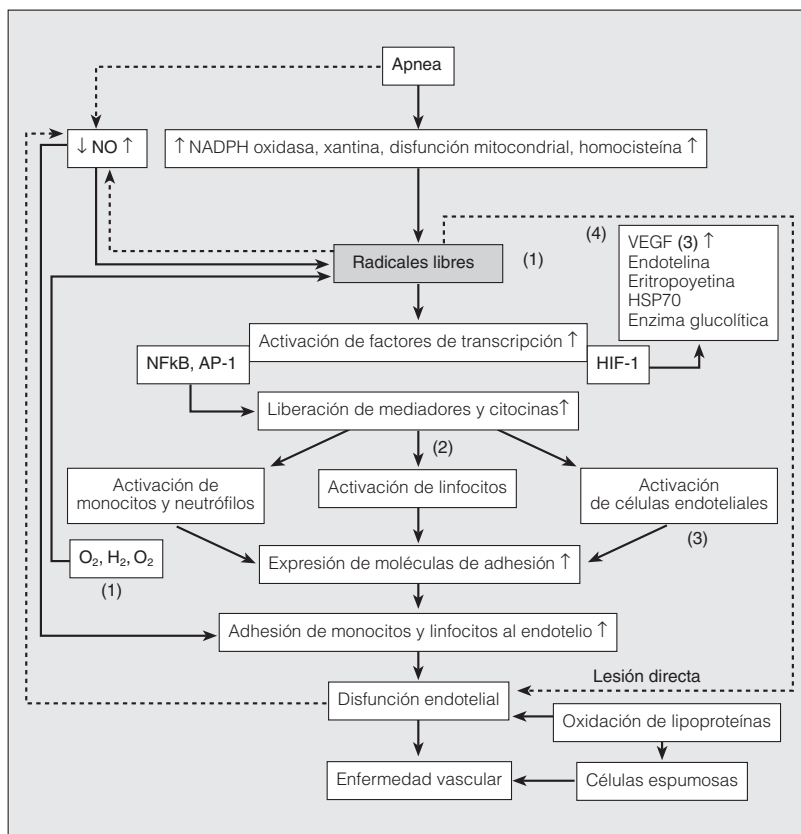 Apnea
↓ NO ↑
↑ NADPH oxidasa, xantina, disfunción mitocondrial, homocisteína ↑
(4)
VEGF (3) ↑
Endotelina
Eritropoyetina
HSP70
Enzima glucolítica
Radicales libres
(1)
Activación de factores de transcripción ↑
NFkB, AP-1
HIF-1
Liberación de mediadores y citocinas↑
(2)
Activación de
monocitos y neutrófilos
Activación de linfocitos
Activación
de células endoteliales
(3)
O₂, H₂, O₂
(1)
Expresión de moléculas de adhesión ↑
Adhesión de monocitos y linfocitos al endotelio ↑
Lesión directa
Disfunción endotelial
Oxidación de lipoproteínas
Enfermedad vascular
Células espumosas